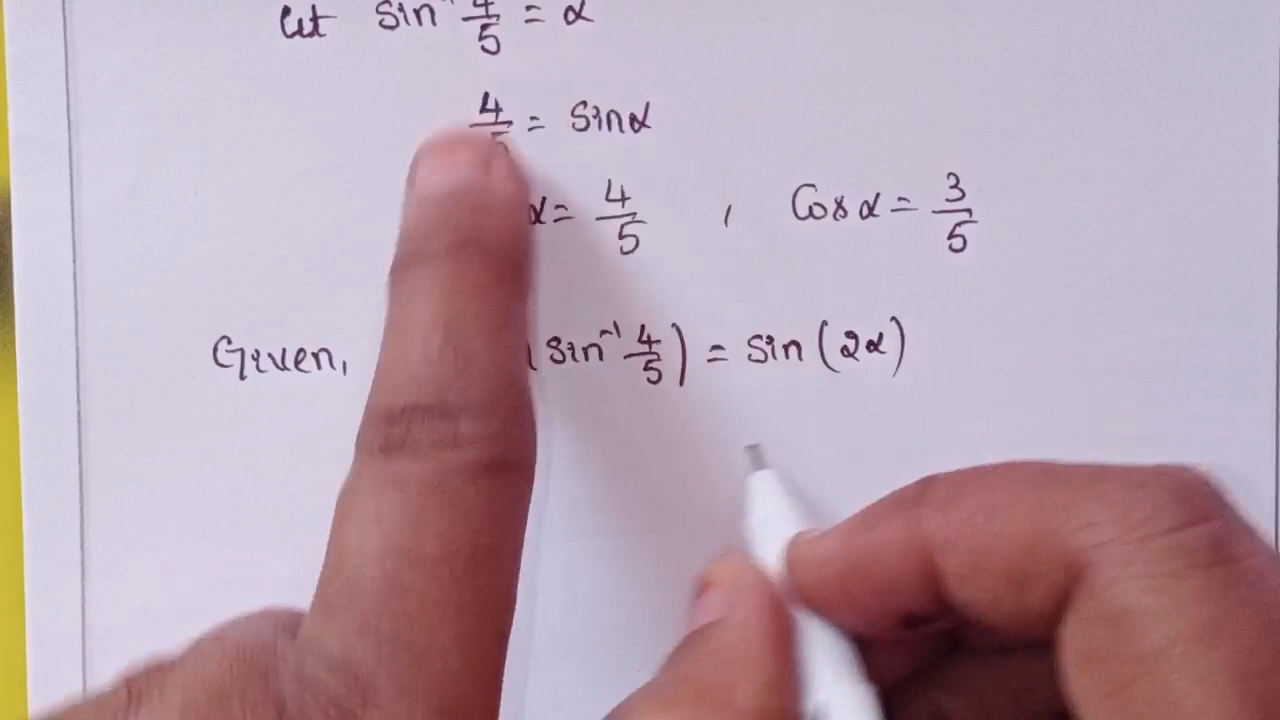 let sin⁻¹ 4/5 = α
4/5 = Sinα
α = 4/5 , Cosα = 3/5
Given, (Sin⁻¹ 4/5) = Sin(2α)